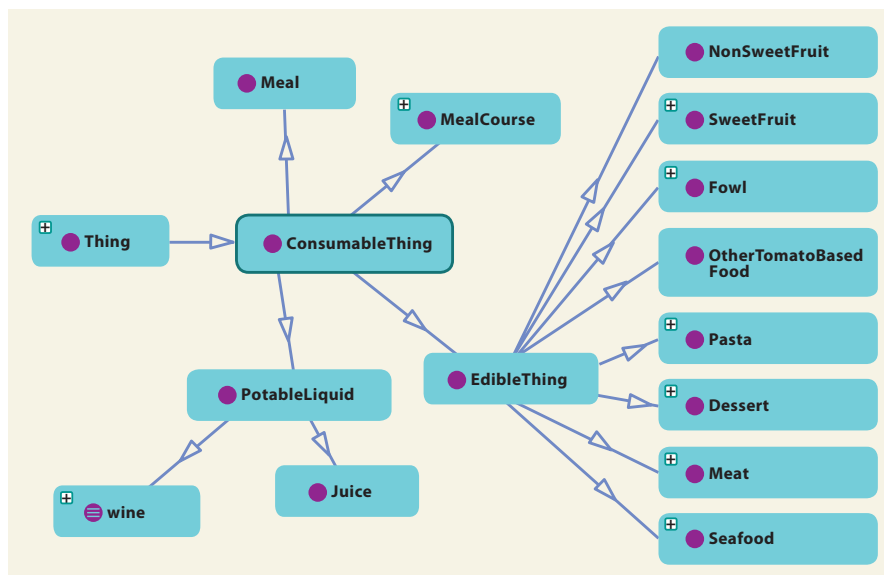 NonSweetFruit
Meal
MealCourse
SweetFruit
Fowl
Thing
ConsumableThing
OtherTomatoBased
Food
Pasta
EdibleThing
PotableLiquid
Dessert
Meat
Juice
wine
Seafood